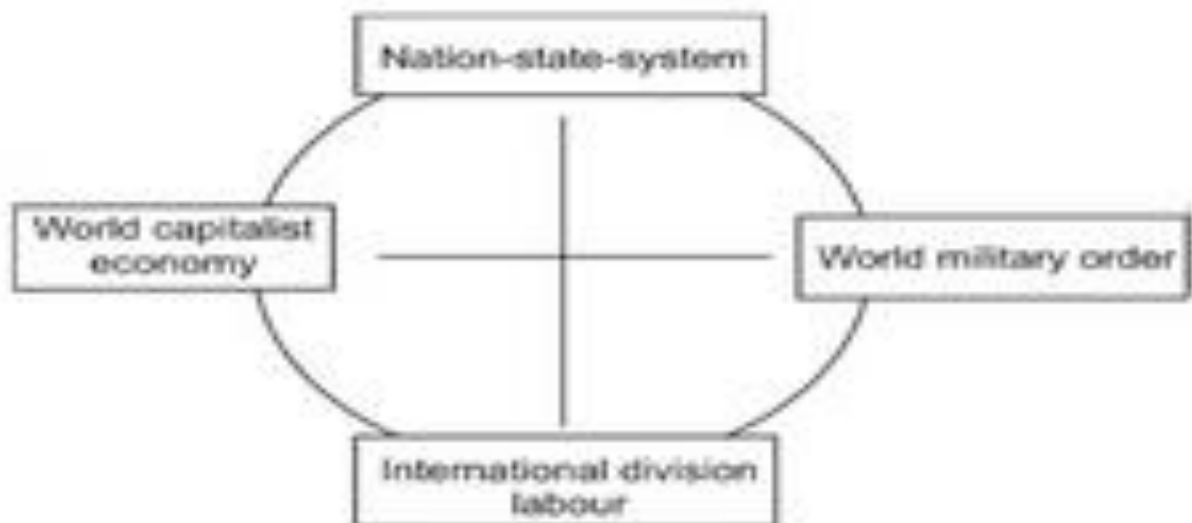 Nation-state-system
World capitalist
economy
World military order
International division
labour